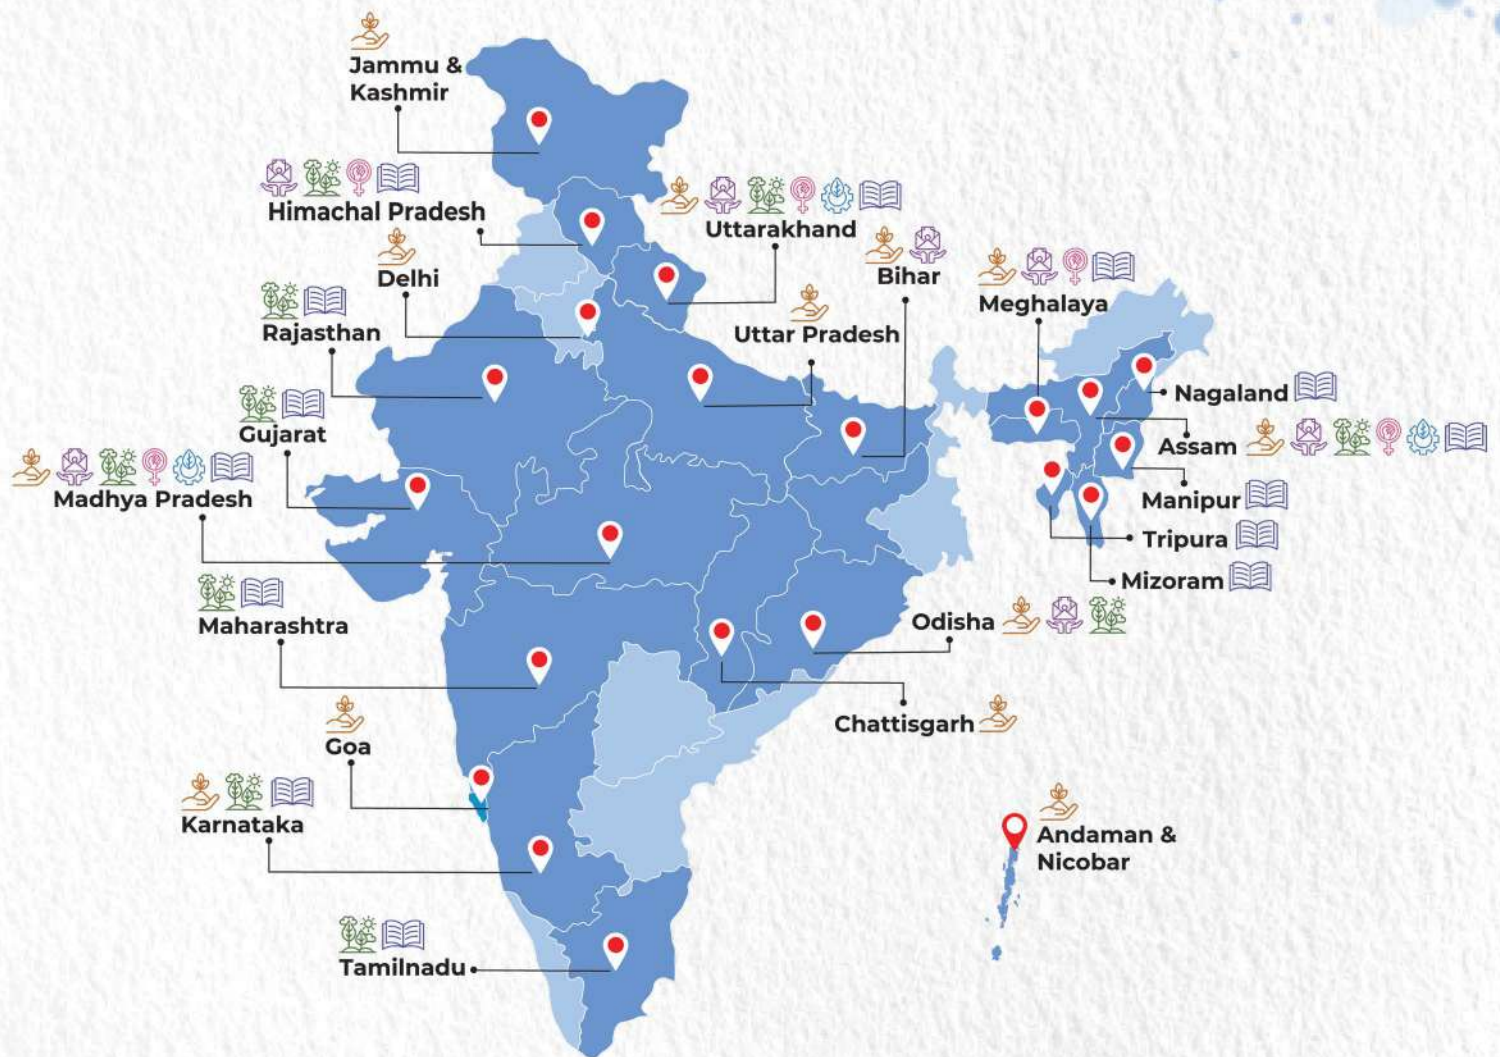 Jammu &
Kashmir
Himachal Pradesh
Uttarakhand
Delhi
Bihar
Meghalaya
Rajasthan
Uttar Pradesh
Nagaland
Gujarat
Assam
Madhya Pradesh
Manipur
Tripura
Mizoram
Maharashtra
Odisha
Chattisgarh
Goa
Karnataka
Andaman &
Nicobar
Tamilnadu